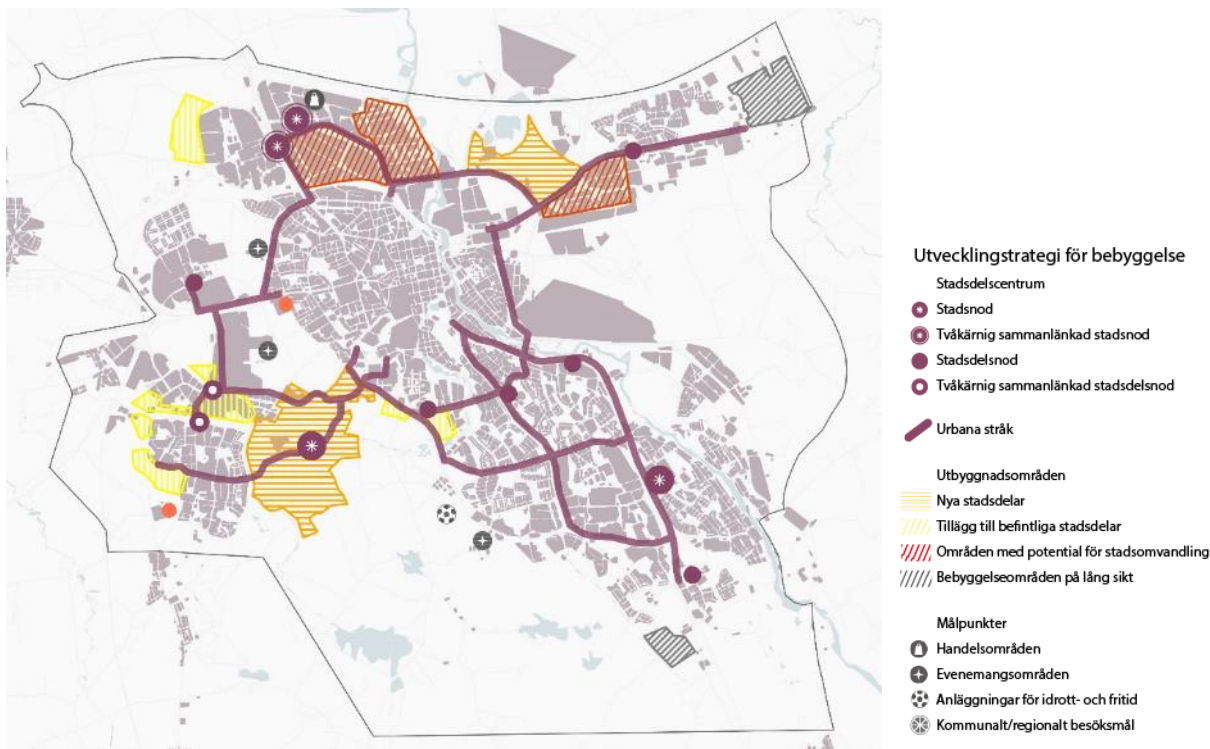 Utvecklingstrategi för bebyggelse
Stadsdelscentrum
Stadsnod
Tvåkärnig sammanlänkad stadsnod
Stadsdelsnod
Tvåkärnig sammanlänkad stadsdelsnod
Urbana stråk
Utbyggnadsområden
Nya stadsdelar
Tillägg till befintliga stadsdelar
Områden med potential för stadsomvandling
Bebyggelseområden på lång sikt
Målpunkter
Handelsområden
Evenemangsområden
Anläggningar för idrott- och fritid
Kommunalt/regionalt besöksmål